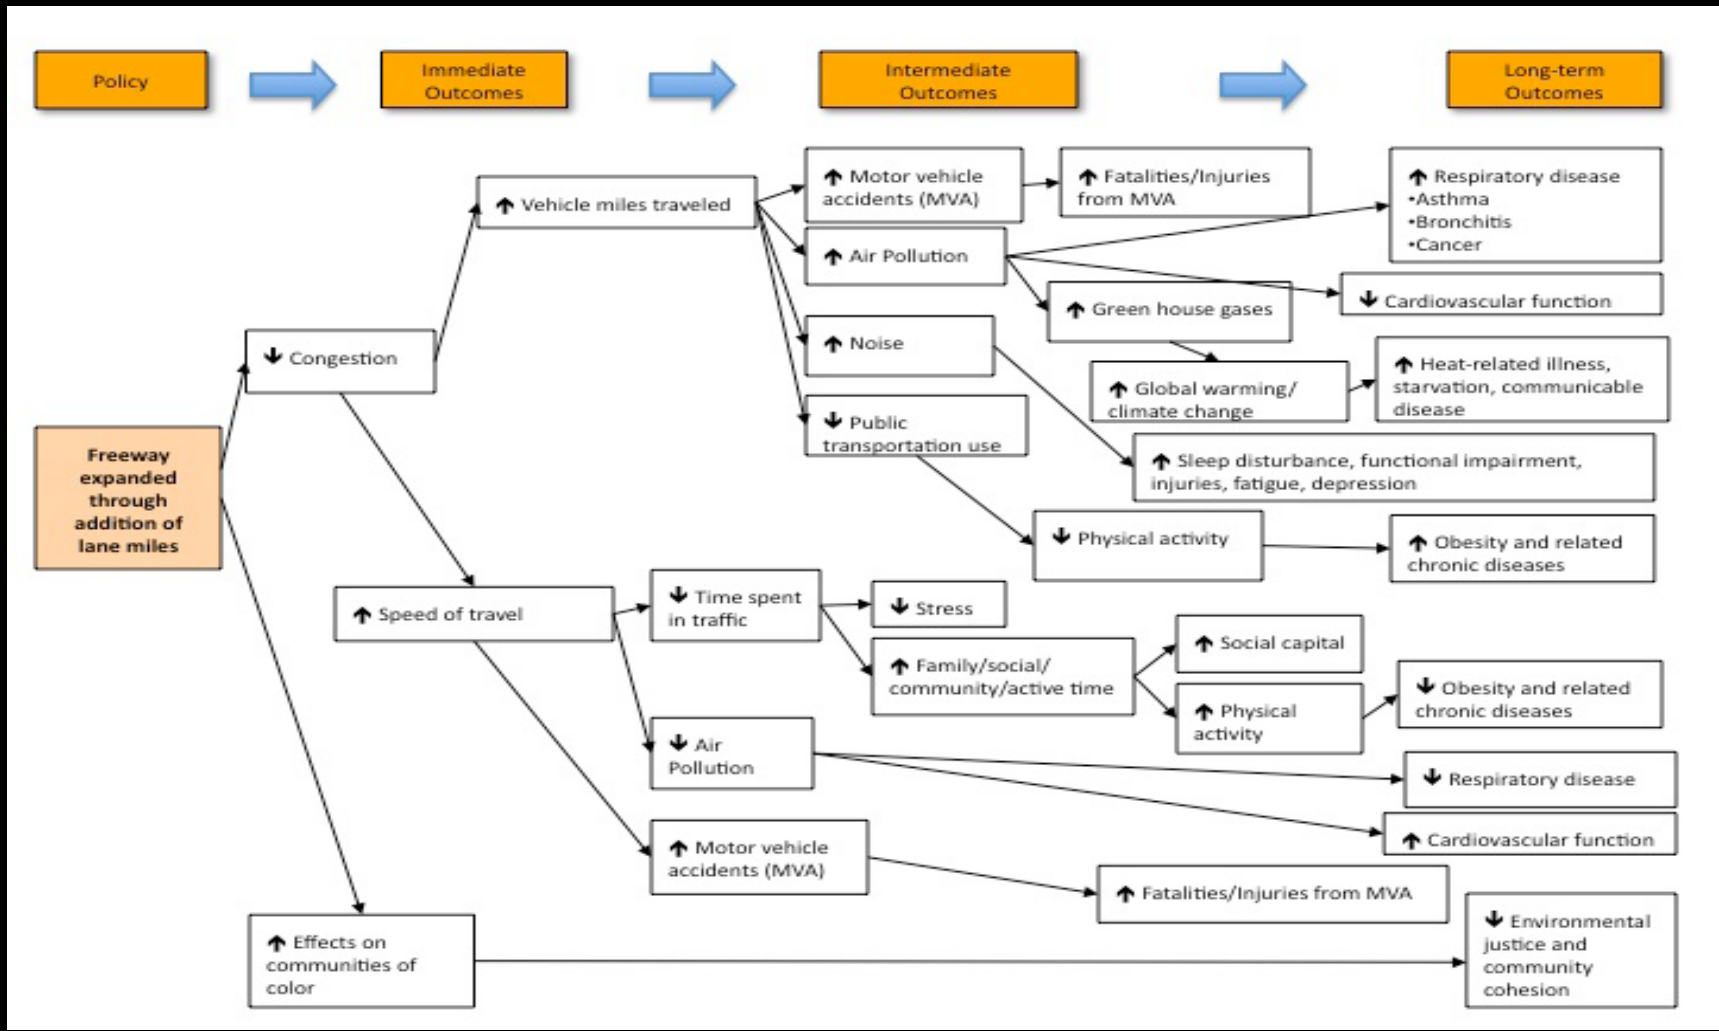 Policy
Immediate
Outcomes
Intermediate
Outcomes
Long-term
Outcomes
↑ Vehicle miles traveled
↑ Motor vehicle
accidents (MVA)
↑ Fatalities/Injuries
from MVA
↑ Respiratory disease
•Asthma
•Bronchitis
•Cancer
↑ Air Pollution
↓ Cardiovascular function
↑ Green house gases
↑ Noise
↓ Congestion
↑ Global warming/
climate change
↑ Heat-related illness,
starvation, communicable
disease
↓ Public
transportation use
↑ Sleep disturbance, functional impairment,
injuries, fatigue, depression
Freeway
expanded
through
addition of
lane miles
↓ Physical activity
↑ Obesity and related
chronic diseases
↑ Speed of travel
↓ Time spent
in traffic
↓ Stress
↑ Family/social/
community/active time
↑ Social capital
↑ Physical
activity
↓ Obesity and related
chronic diseases
↓ Air
Pollution
↓ Respiratory disease
↑ Cardiovascular function
↑ Motor vehicle
accidents (MVA)
↑ Fatalities/Injuries from MVA
↑ Effects on
communities of
color
↓ Environmental
justice and
community
cohesion